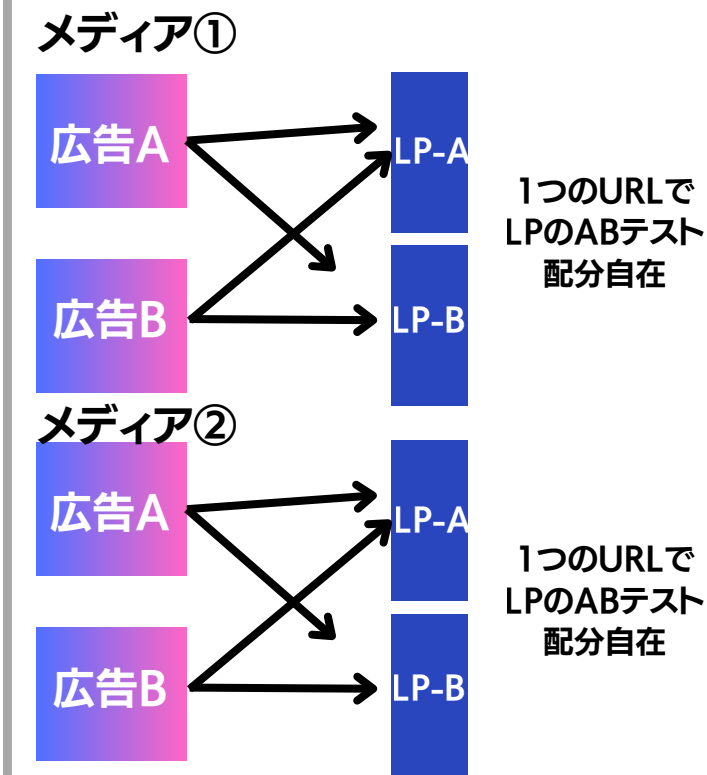 メディア①
広告A
LP-A
1つのURLで
LPのABテスト
配分自在
広告B
LP-B
メディア②
広告A
LP-A
1つのURLで
LPのABテスト
配分自在
広告B
LP-B